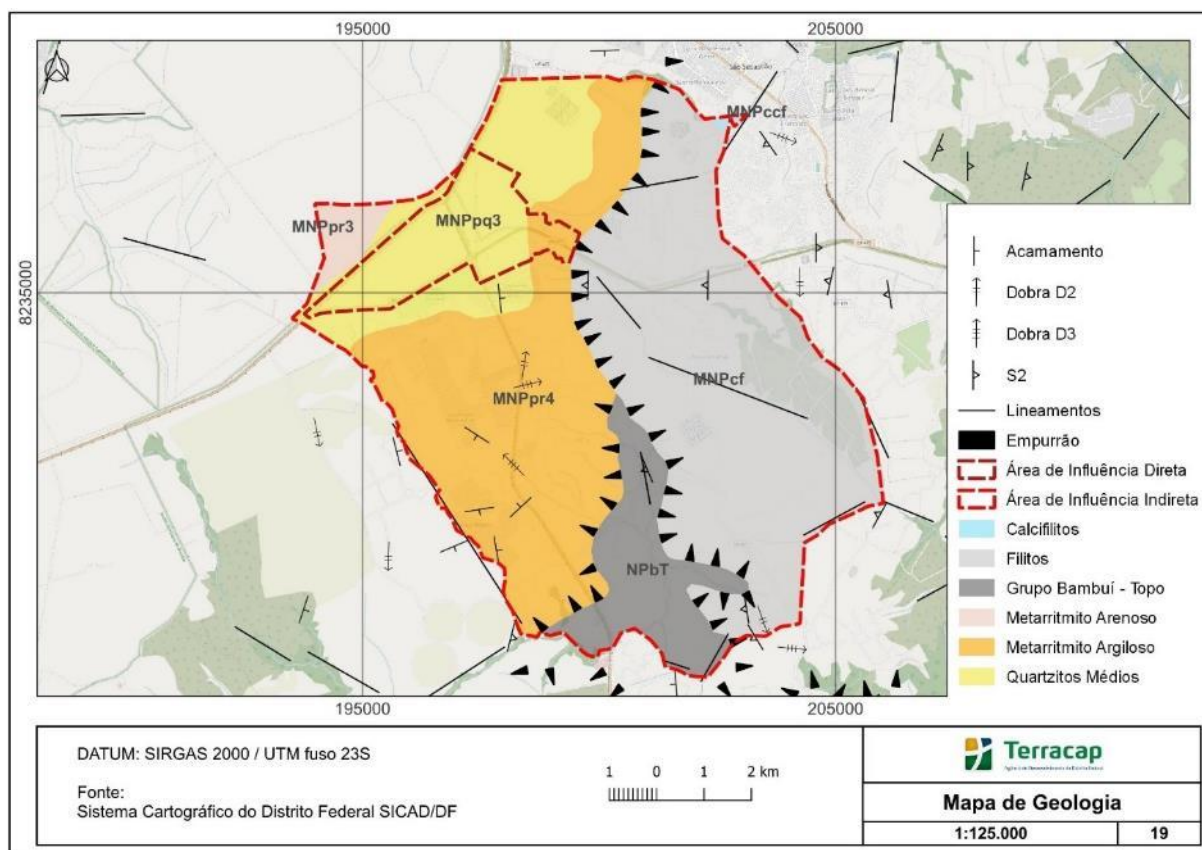 195000
205000
São Sebastião
MNPccf
MNPpr3
MNPpq3
8235000
MNPcf
MNPpr4
NPbT
Acamamento
Dobra D2
Dobra D3
S2
Lineamentos
Empurrão
Área de Influência Direta
Área de Influência Indireta
Calcifilitos
Filitos
Grupo Bambuí - Topo
Metarritmito Arenoso
Metarritmito Argiloso
Quartzitos Médios
195000
205000
DATUM: SIRGAS 2000 / UTM fuso 23S
Fonte:
Sistema Cartográfico do Distrito Federal SICAD/DF
1 0 1 2 km
Terracap
Mapa de Geologia
1:125.000 19